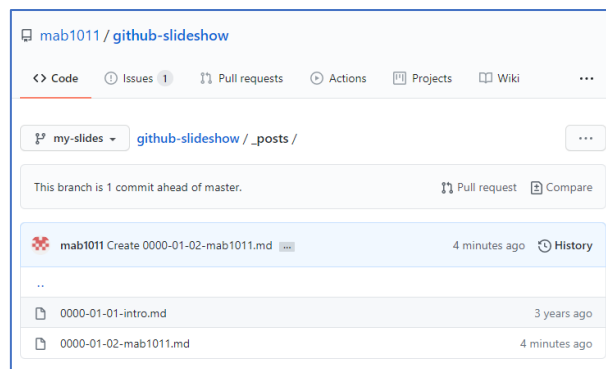 mab1011 / github-slideshow
Code Issues 1 Pull requests Actions Projects Wiki ...
my-slides github-slideshow / _posts / ...
This branch is 1 commit ahead of master. Pull request Compare
mab1011 Create 0000-01-02-mab1011.md ... 4 minutes ago History
..
0000-01-01-intro.md 3 years ago
0000-01-02-mab1011.md 4 minutes ago